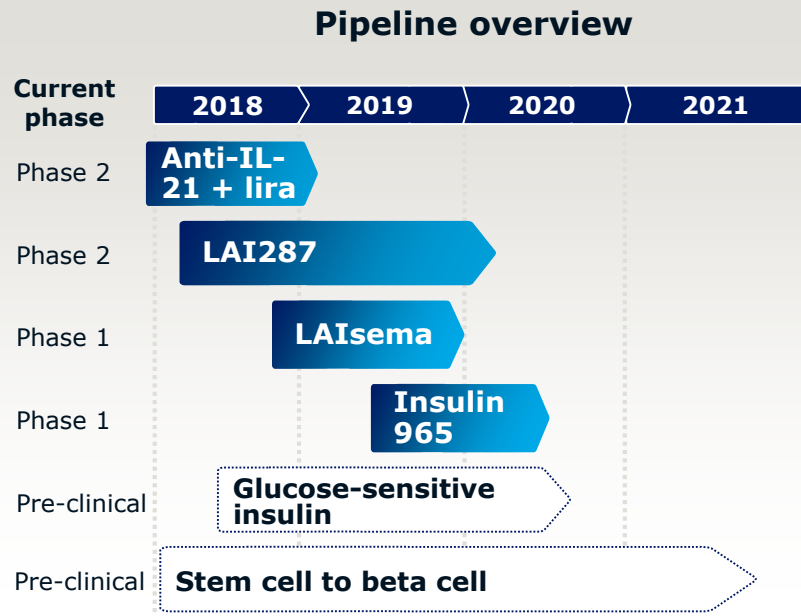 Pipeline overview
Current
phase
2018
2019
2020
2021
Phase 2
Anti-IL-
21 + lira
Phase 2
LAI287
Phase 1
LAIsema
Phase 1
Insulin
965
Pre-clinical
Glucose-sensitive
insulin
Pre-clinical
Stem cell to beta cell